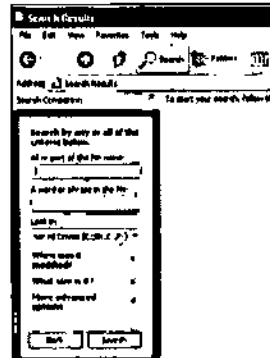 Search Results
File Edit View Favorites Tools Help
Search Folders
Address Search Results
Search Companion To start your search, follow th
Search by any or all of the
criteria below.
All or part of the file name:
A word or phrase in the file:
Look in:
When was it
modified?
What size is it?
More advanced
options
Back Search